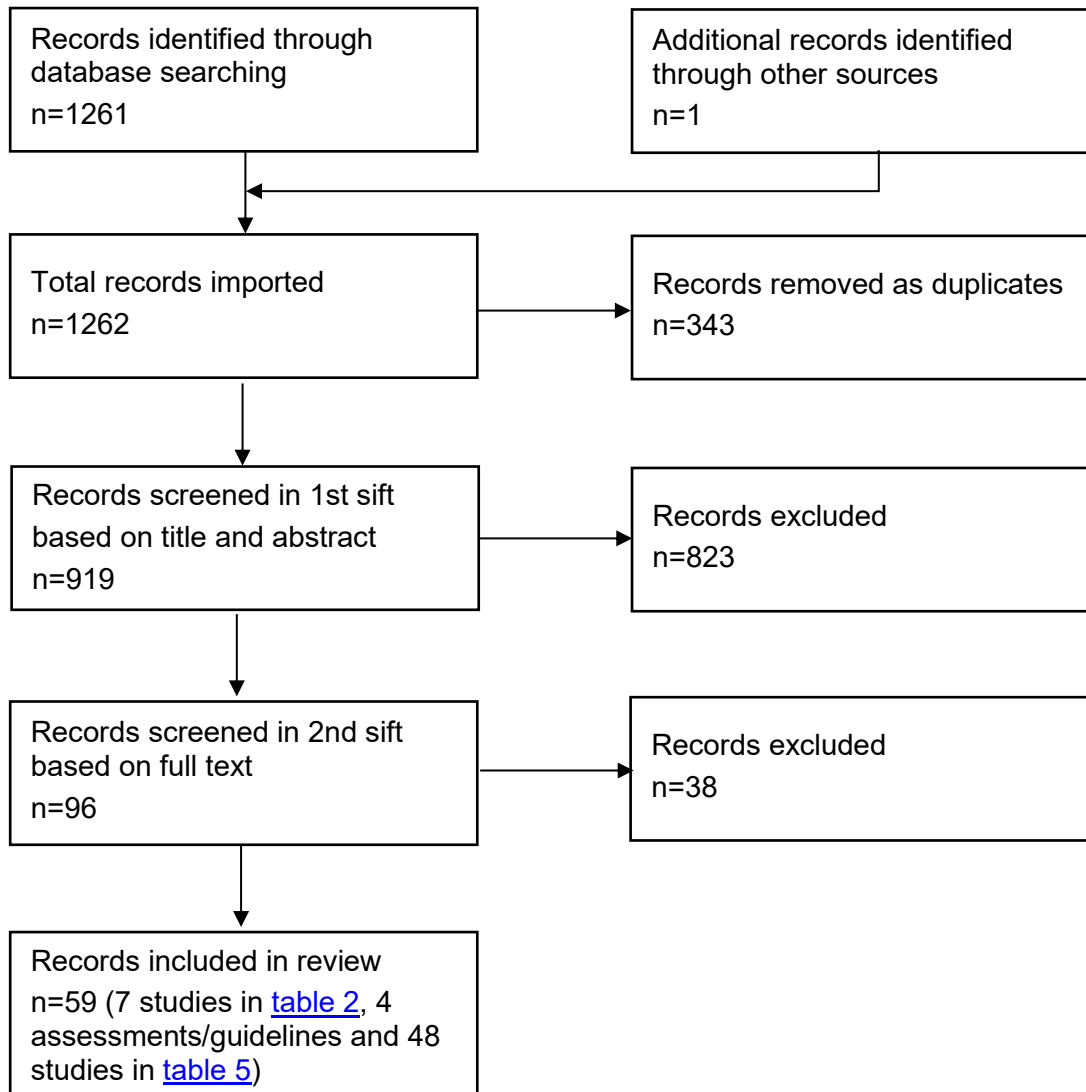 Records identified through
database searching
n=1261
Additional records identified
through other sources
n=1
Total records imported
n=1262
Records removed as duplicates
n=343
Records screened in 1st sift
based on title and abstract
n=919
Records excluded
n=823
Records screened in 2nd sift
based on full text
n=96
Records excluded
n=38
Records included in review
n=59 (7 studies in table 2, 4
assessments/guidelines and 48
studies in table 5)